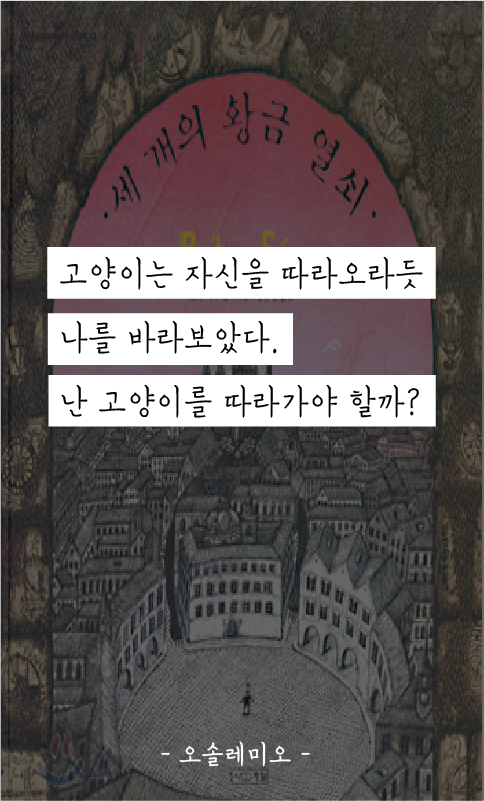 ·세 개의 황금 열쇠·
고양이는 자신을 따라오라듯
나를 바라보았다.
난 고양이를 따라가야 할까?
- 오솔레미오 -